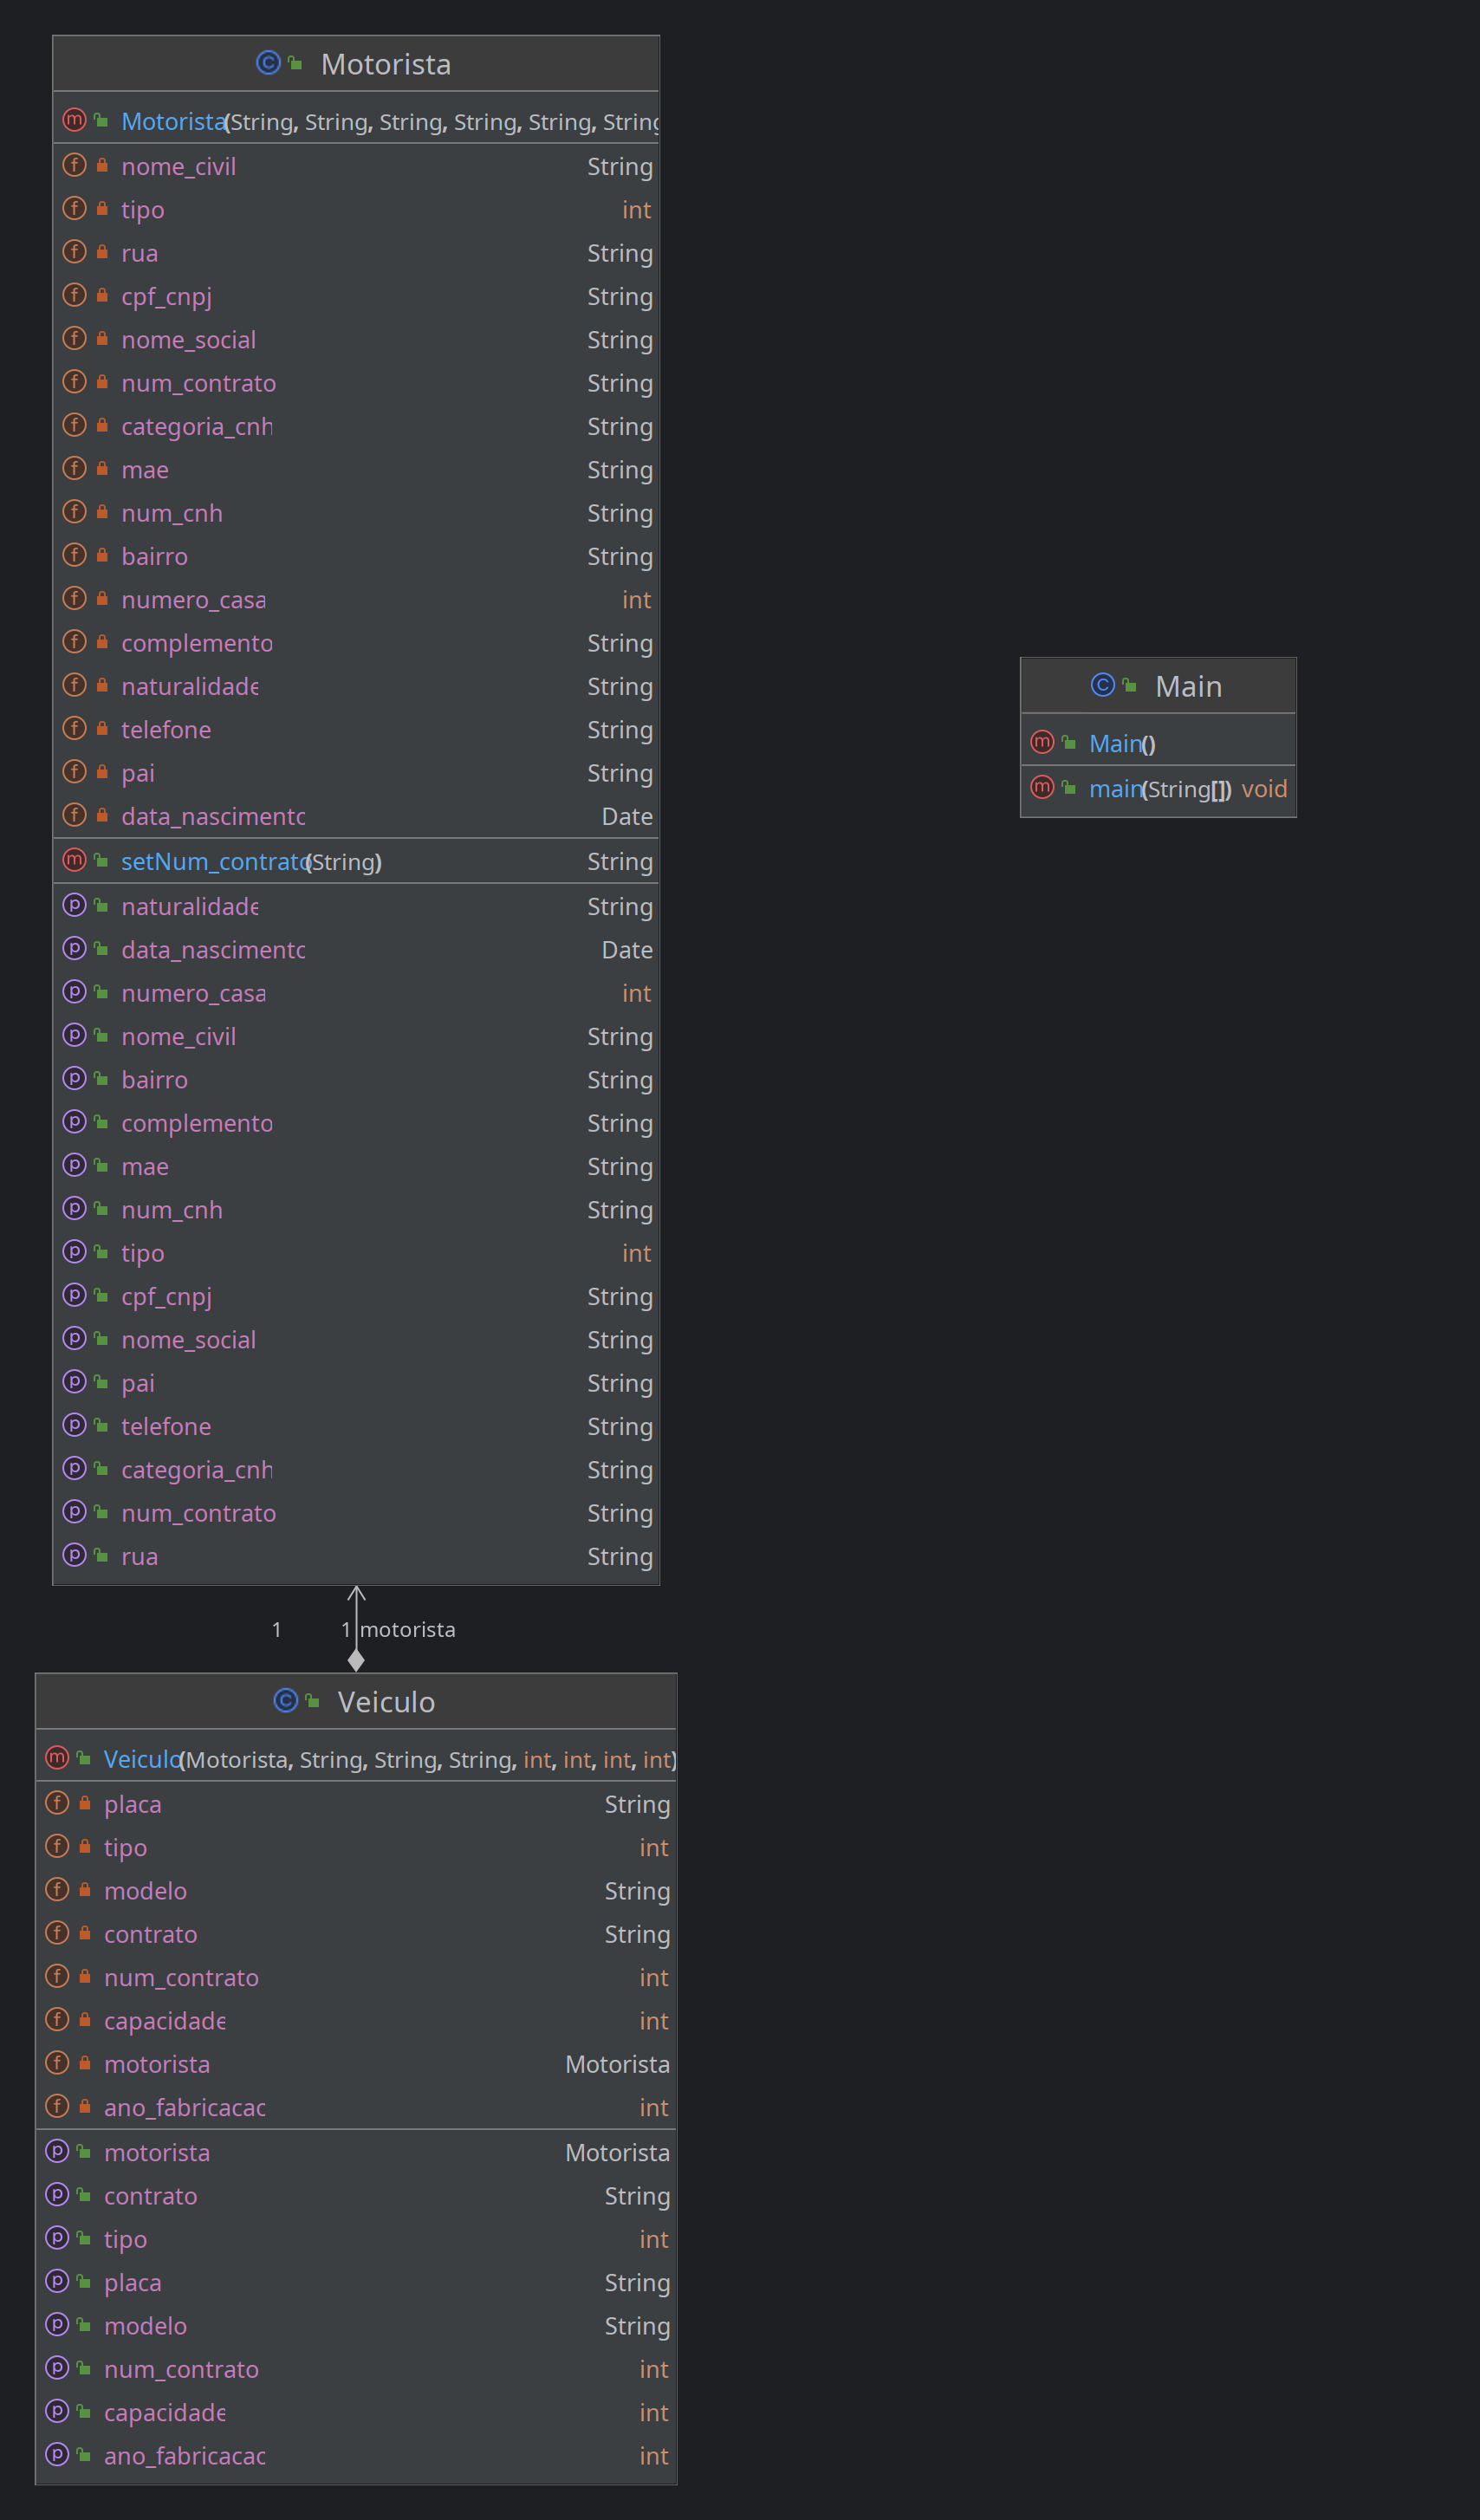 Motorista
Motorista(String, String, String, String, String, String
nome_civil String
tipo int
rua String
cpf_cnpj String
nome_social String
num_contrato String
categoria_cnh String
mae String
num_cnh String
bairro String
numero_casa int
complemento String
naturalidade String
telefone String
pai String
data_nascimento Date
setNum_contrato(String) String
naturalidade String
data_nascimento Date
numero_casa int
nome_civil String
bairro String
complemento String
mae String
num_cnh String
tipo int
cpf_cnpj String
nome_social String
pai String
telefone String
categoria_cnh String
num_contrato String
rua String
1 1 motorista
Veiculo
Veiculo(Motorista, String, String, String, int, int, int, int)
placa String
tipo int
modelo String
contrato String
num_contrato int
capacidade int
motorista Motorista
ano_fabricacao int
motorista Motorista
contrato String
tipo int
placa String
modelo String
num_contrato int
capacidade int
ano_fabricacao int
Main
Main()
main(String[]) void